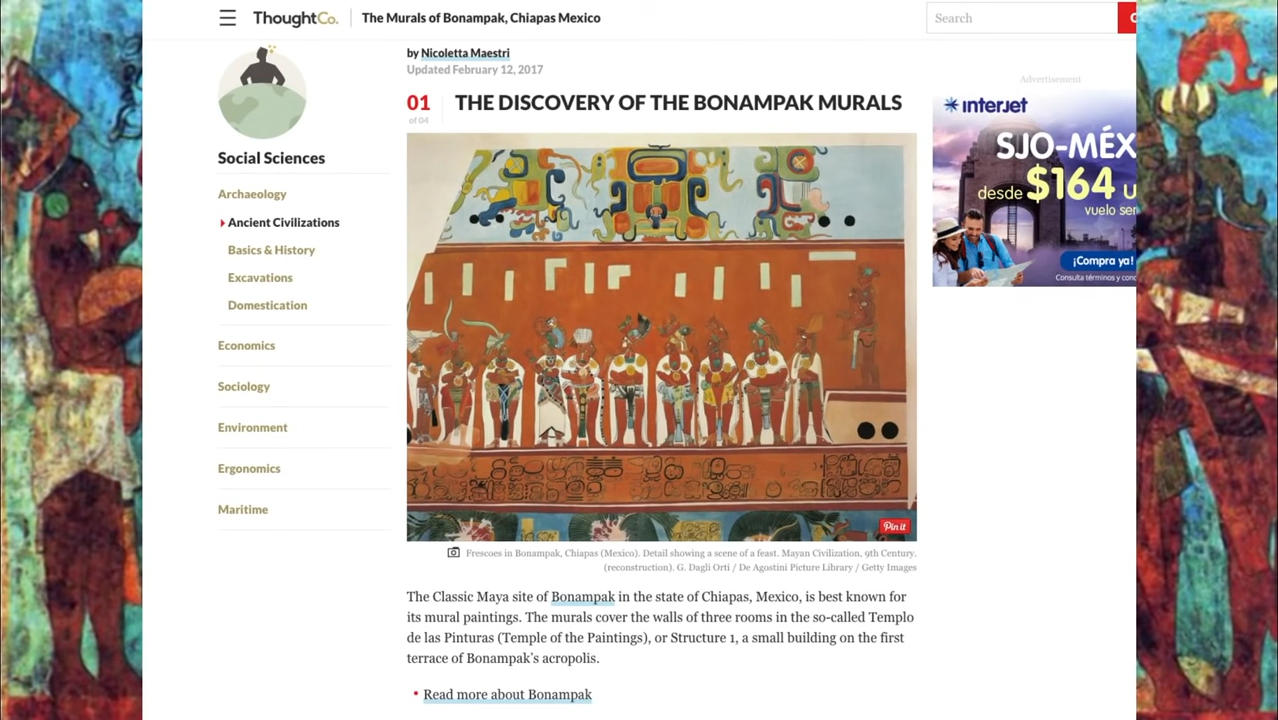 ThoughtCo.
The Murals of Bonampak, Chiapas Mexico
Search
by Nicoletta Maestri
Updated February 12, 2017
01
of 04
THE DISCOVERY OF THE BONAMPAK MURALS
Social Sciences
Archaeology
Ancient Civilizations
Basics & History
Excavations
Domestication
Economics
Sociology
Environment
Ergonomics
Maritime
Advertisement
interjet
SJO-MÉX
desde $164 U
vuelo
¡Compra ya!
Consulta términos y
Pin it
Frescoes in Bonampak, Chiapas (Mexico). Detail showing a scene of a feast. Mayan Civilization, 9th Century.
(reconstruction). G. Dagli Orti / De Agostini Picture Library / Getty Images
The Classic Maya site of Bonampak in the state of Chiapas, Mexico, is best known for
its mural paintings. The murals cover the walls of three rooms in the so-called Templo
de las Pinturas (Temple of the Paintings), or Structure 1, a small building on the first
terrace of Bonampak's acropolis.
Read more about Bonampak